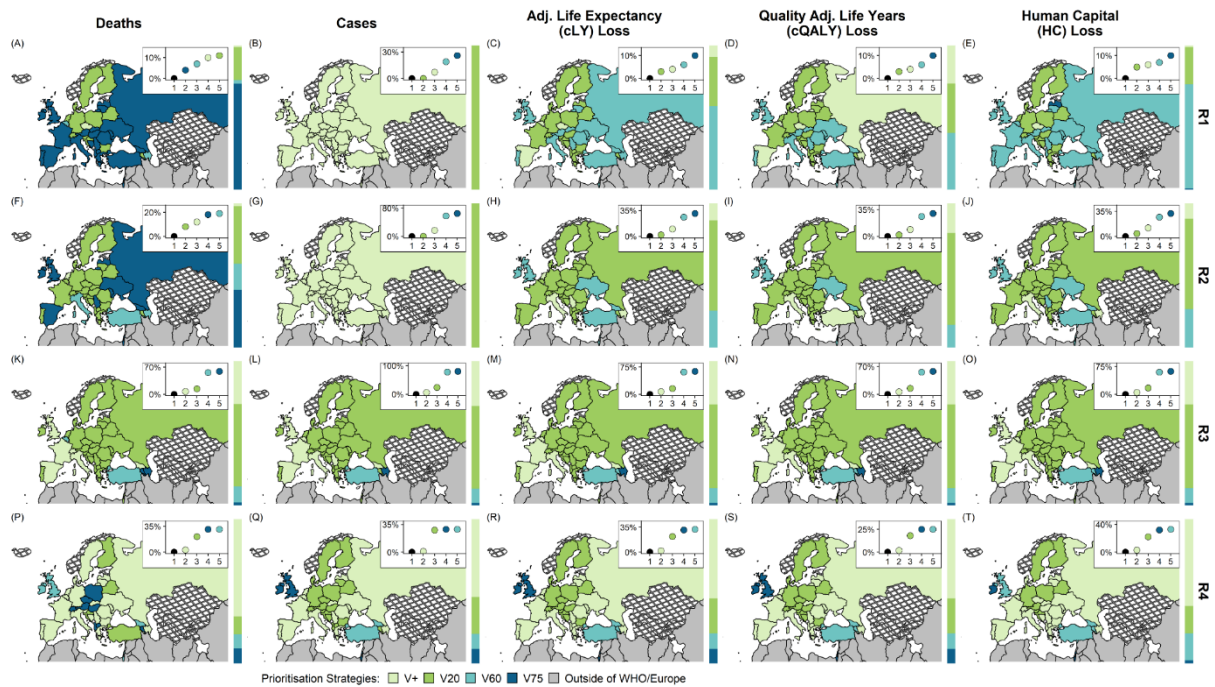 Deaths
Cases
Adj. Life Expectancy
(cLY) Loss
Quality Adj. Life Years
(cQALY) Loss
Human Capital
(HC) Loss
(A)
10%
0%
1 2 3 4 5
(B)
30%
0%
1 2 3 4 5
(C)
10%
0%
1 2 3 4 5
(D)
10%
0%
1 2 3 4 5
(E)
10%
0%
1 2 3 4 5
R1
(F)
20%
0%
1 2 3 4 5
(G)
80%
0%
1 2 3 4 5
(H)
35%
0%
1 2 3 4 5
(I)
35%
0%
1 2 3 4 5
(J)
35%
0%
1 2 3 4 5
R2
(K)
70%
0%
1 2 3 4 5
(L)
100%
0%
1 2 3 4 5
(M)
75%
0%
1 2 3 4 5
(N)
70%
0%
1 2 3 4 5
(O)
75%
0%
1 2 3 4 5
R3
(P)
35%
0%
1 2 3 4 5
(Q)
35%
0%
1 2 3 4 5
(R)
35%
0%
1 2 3 4 5
(S)
25%
0%
1 2 3 4 5
(T)
40%
0%
1 2 3 4 5
R4
Prioritisation Strategies: V+ V20 V60 V75 Outside of WHO/Europe